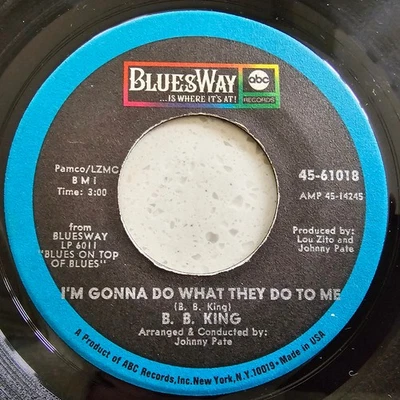 BLUESWAY
...IS WHERE IT'S AT!
abc
RECORDS
Pamco/LZMC
BMI
Time: 3:00
45-61018
AMP 45-14245
from
BLUESWAY
LP 6011
"BLUES ON TOP
OF BLUES"
Produced by:
Lou Zito and
Johnny Pate
I'M GONNA DO WHAT THEY DO TO ME
(B. B. King)
B. B. KING
Arranged & Conducted by:
Johnny Pate
A Product of ABC Records, Inc. New York, N.Y. 10019 • Made in USA